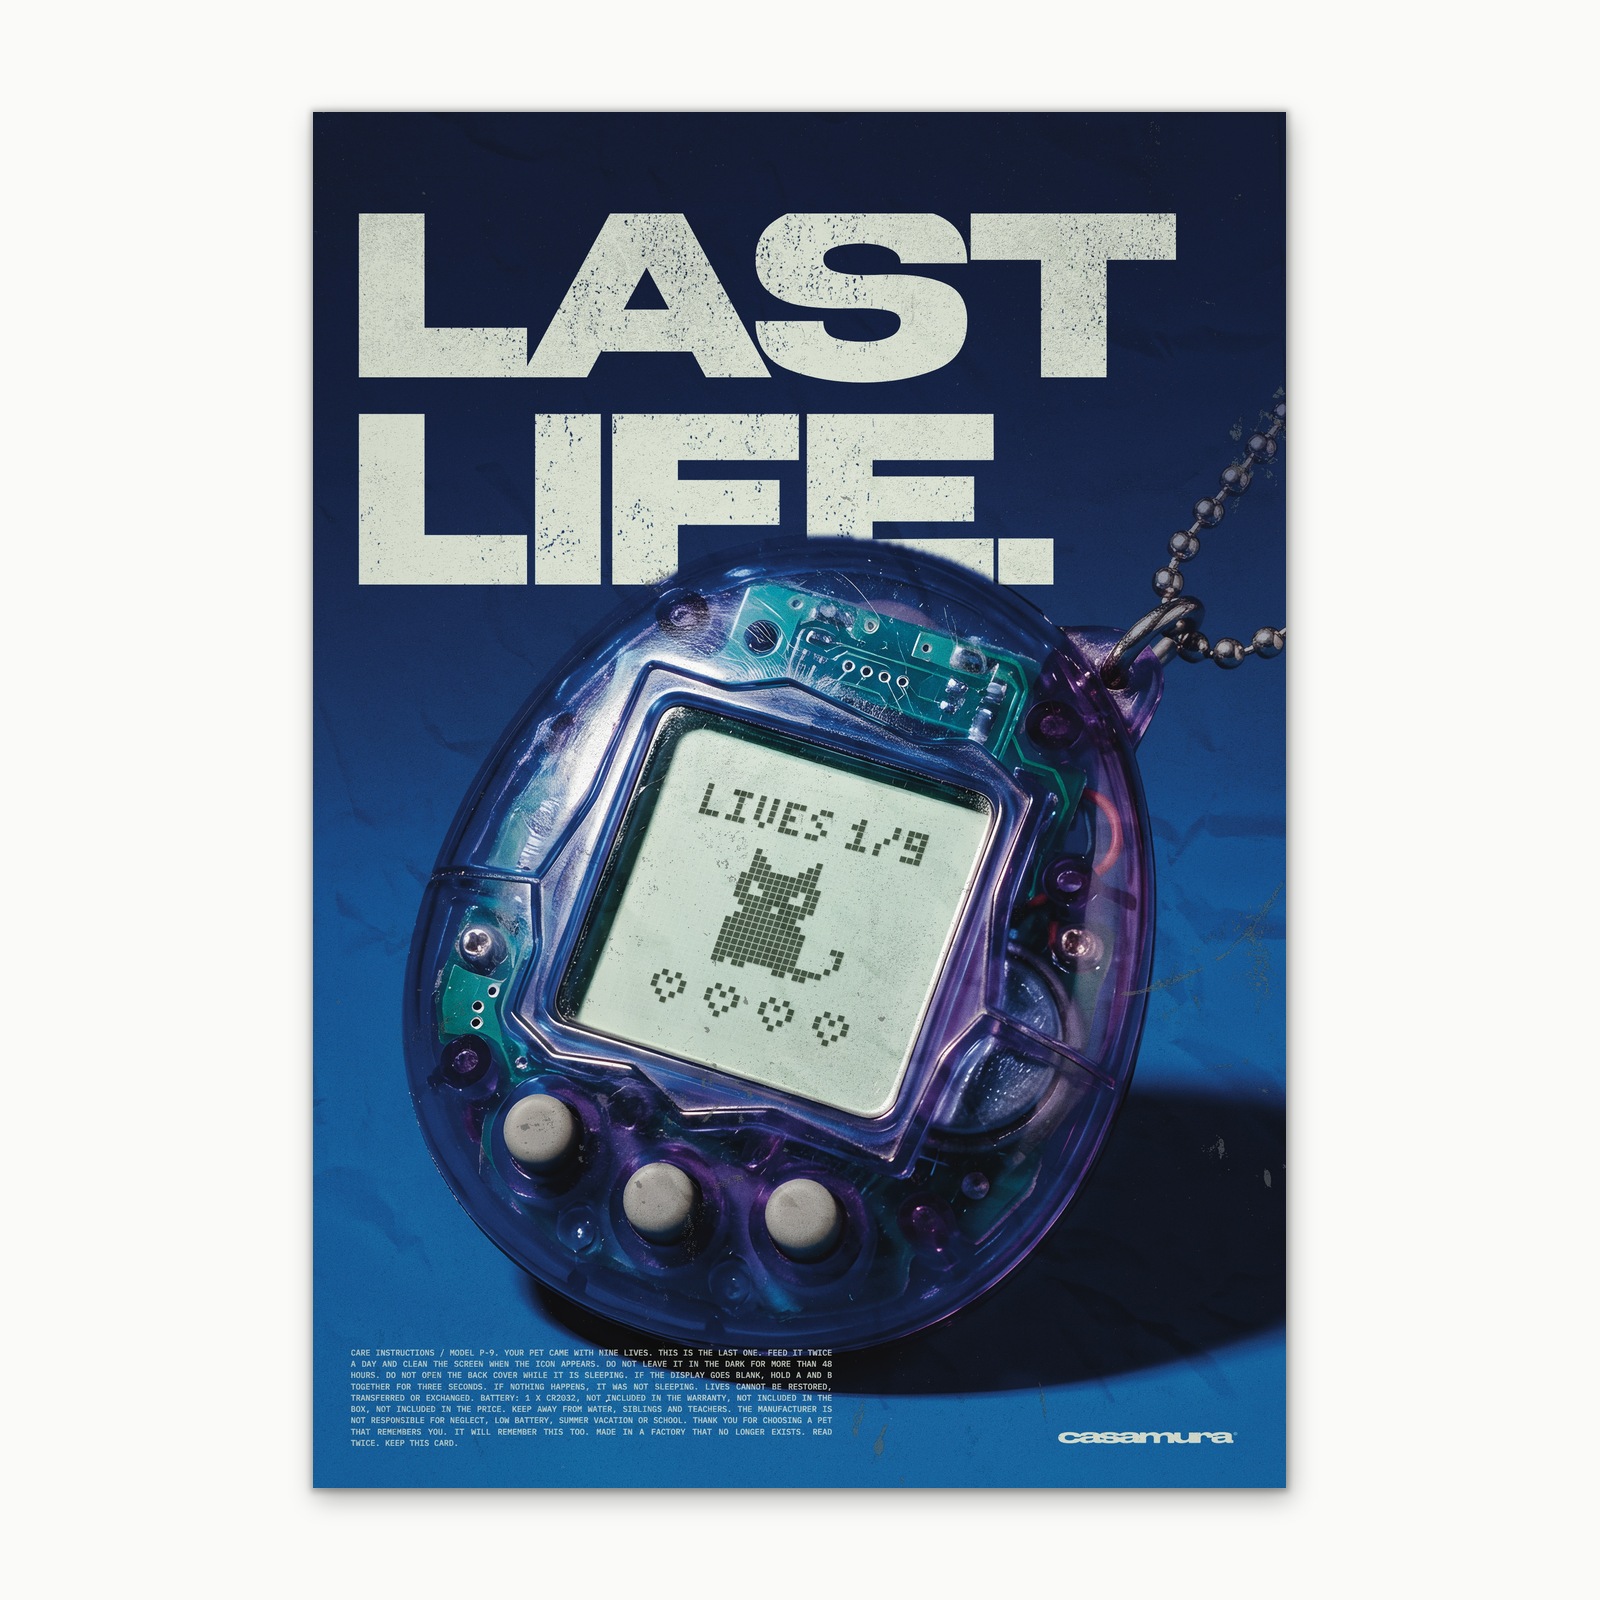 LAST
LIFE.
LIVES 1/9
CARE INSTRUCTIONS / MODEL P-9. YOUR PET CAME WITH NINE LIVES. THIS IS THE LAST ONE. FEED IT TWICE
A DAY AND CLEAN THE SCREEN WHEN THE ICON APPEARS. DO NOT LEAVE IT IN THE DARK FOR MORE THAN 48
HOURS. DO NOT OPEN THE BACK COVER WHILE IT IS SLEEPING. IF THE DISPLAY GOES BLANK, HOLD A AND B
TOGETHER FOR THREE SECONDS. IF NOTHING HAPPENS, IT WAS NOT SLEEPING. LIVES CANNOT BE RESTORED,
TRANSFERRED OR EXCHANGED. BATTERY: 1 X CR2032, NOT INCLUDED IN THE WARRANTY, NOT INCLUDED IN THE
BOX, NOT INCLUDED IN THE PRICE. KEEP AWAY FROM WATER, SIBLINGS AND TEACHERS. THE MANUFACTURER IS
NOT RESPONSIBLE FOR NEGLECT, LOW BATTERY, SUMMER VACATION OR SCHOOL. THANK YOU FOR CHOOSING A PET
THAT REMEMBERS YOU. IT WILL REMEMBER THIS TOO. MADE IN A FACTORY THAT NO LONGER EXISTS. READ
TWICE. KEEP THIS CARD.
casamura